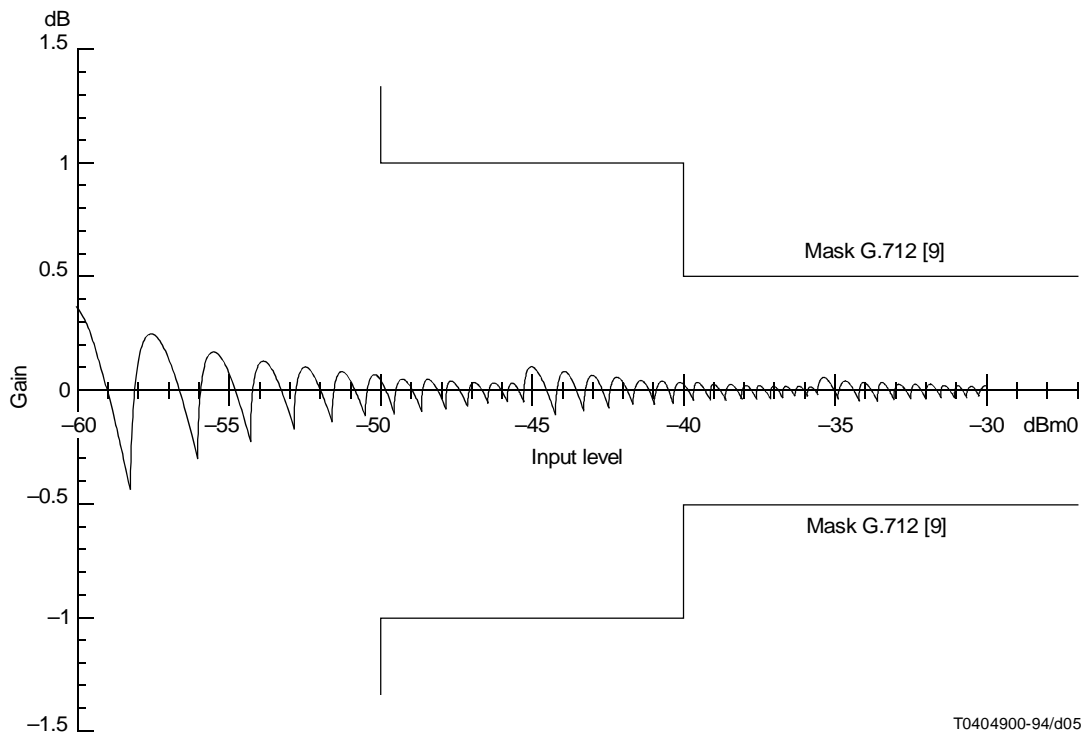 dB
1.5
1
Mask G.712 [9]
0.5
Gain
0
–60
–55
–50
–45
–40
–35
–30
dBm0
Input level
–0.5
Mask G.712 [9]
–1
–1.5
T0404900-94/d05